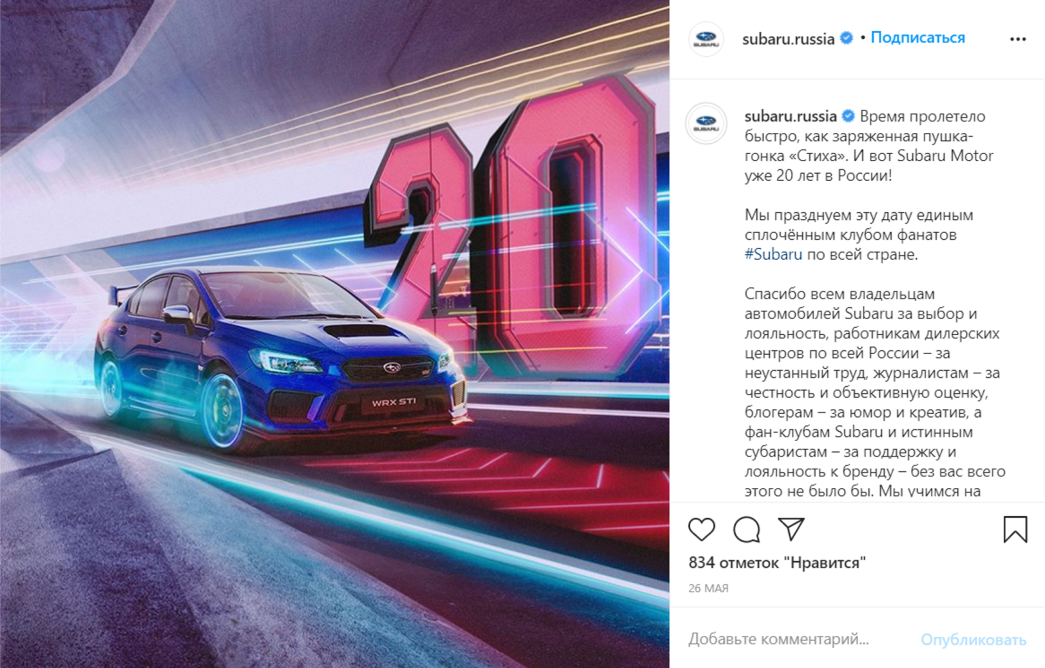 20
WRX STI
SUBARU
subaru.russia • Подписаться
SUBARU
subaru.russia Время пролетело
быстро, как заряженная пушка-
гонка «Стиха». И вот Subaru Motor
уже 20 лет в России!
Мы празднуем эту дату единым
сплочённым клубом фанатов
#Subaru по всей стране.
Спасибо всем владельцам
автомобилей Subaru за выбор и
лояльность, работникам дилерских
центров по всей России – за
неустанный труд, журналистам – за
честность и объективную оценку,
блогерам – за юмор и креатив, а
фан-клубам Subaru и истинным
субаристам – за поддержку и
лояльность к бренду – без вас всего
этого не было бы. Мы учимся на
834 отметок "Нравится"
26 МАЯ
Добавьте комментарий...
Опубликовать